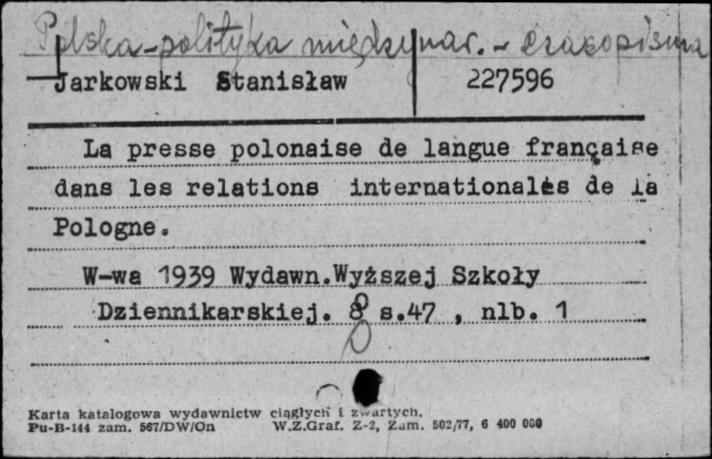 Polska-polityka międzynar. - czasopisma
Jarkowski Stanisław 227596
La presse polonaise de langue française
dans les relations internationales de la
Pologne.
W-wa 1939 Wydawn.Wyższej Szkoły
Dziennikarskiej. 8 s.47 , nlb. 1
Karta katalogowa wydawnictw ciągłych i zwartych.
Pu-B-144 zam. 567/DW/On W.Z.Graf. Z-2, Zam. 502/77, 6 400 000